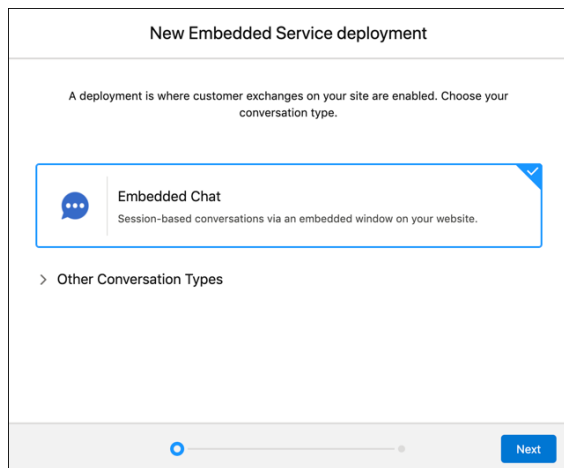 New Embedded Service deployment
A deployment is where customer exchanges on your site are enabled. Choose your
conversation type.
Embedded Chat
Session-based conversations via an embedded window on your website.
Other Conversation Types
Next